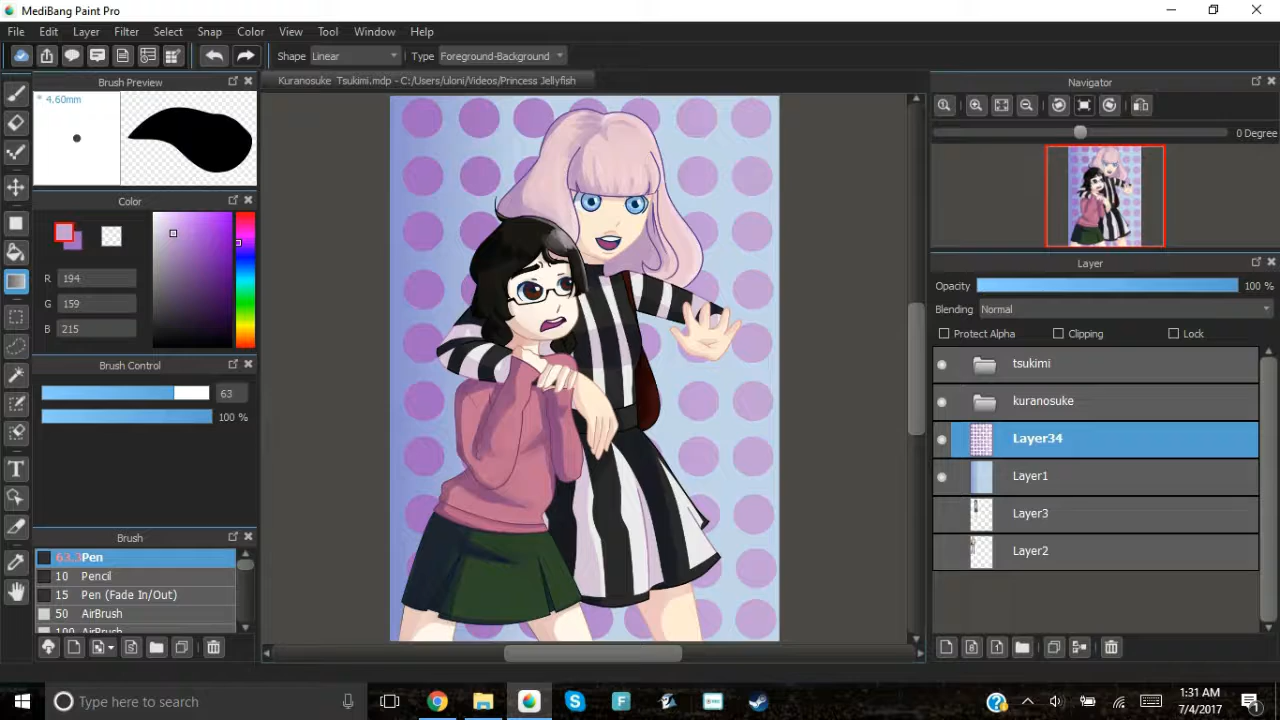 MediBang Paint Pro
File Edit Layer Filter Select Snap Color View Tool Window Help
Shape Linear Type Foreground-Background
Brush Preview
4.60mm
Color
R 194
G 159
B 215
Brush Control
63
100 %
Brush
63.3 Pen
10 Pencil
15 Pen (Fade In/Out)
50 AirBrush
100 AirBrush
Kuranosuke Tsukimi.mdp - C:/Users/uloni/Videos/Princess Jellyfish
Navigator
0 Degree
Layer
Opacity 100 %
Blending Normal
Protect Alpha Clipping Lock
tsukimi
kuranosuke
Layer34
Layer1
Layer3
Layer2
Type here to search
1:31 AM
7/4/2017